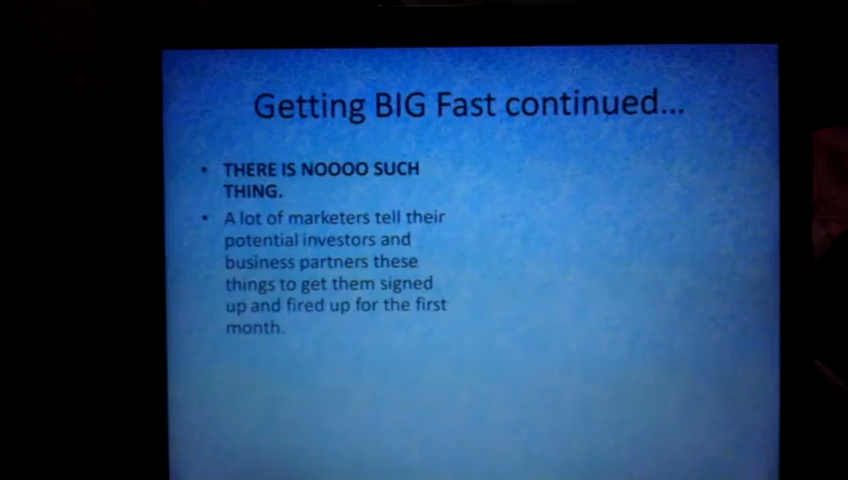 Getting BIG Fast continued...
• THERE IS NOOOO SUCH
THING.
• A lot of marketers tell their
potential investors and
business partners these
things to get them signed
up and fired up for the first
month.